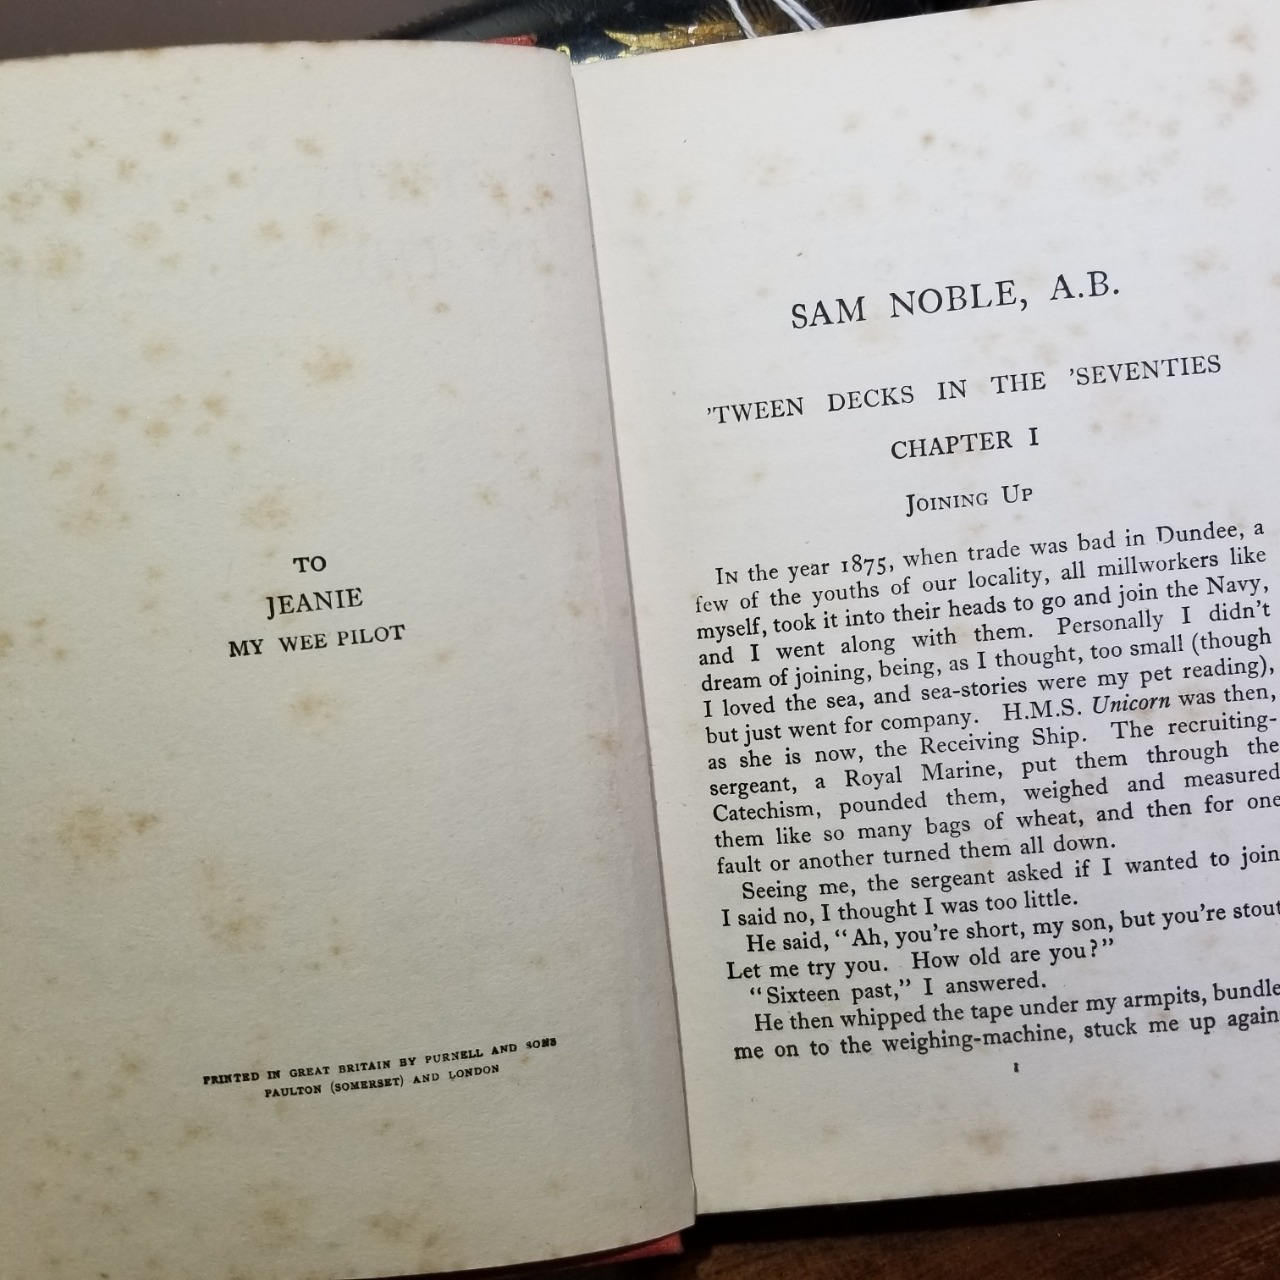 TO
JEANIE
MY WEE PILOT
PRINTED IN GREAT BRITAIN BY PURNELL AND SONS
PAULTON (SOMERSET) AND LONDON
SAM NOBLE, A.B.
’TWEEN DECKS IN THE ’SEVENTIES
CHAPTER I
JOINING UP
IN the year 1875, when trade was bad in Dundee, a
few of the youths of our locality, all millworkers like
myself, took it into their heads to go and join the Navy,
and I went along with them. Personally I didn’t
dream of joining, being, as I thought, too small (though
I loved the sea, and sea-stories were my pet reading),
but just went for company. H.M.S. Unicorn was then,
as she is now, the Receiving Ship. The recruiting-
sergeant, a Royal Marine, put them through the
Catechism, pounded them, weighed and measured
them like so many bags of wheat, and then for one
fault or another turned them all down.
Seeing me, the sergeant asked if I wanted to join
I said no, I thought I was too little.
He said, “Ah, you’re short, my son, but you’re stout
Let me try you. How old are you?”
“Sixteen past,” I answered.
He then whipped the tape under my armpits, bundle
me on to the weighing-machine, stuck me up again
1